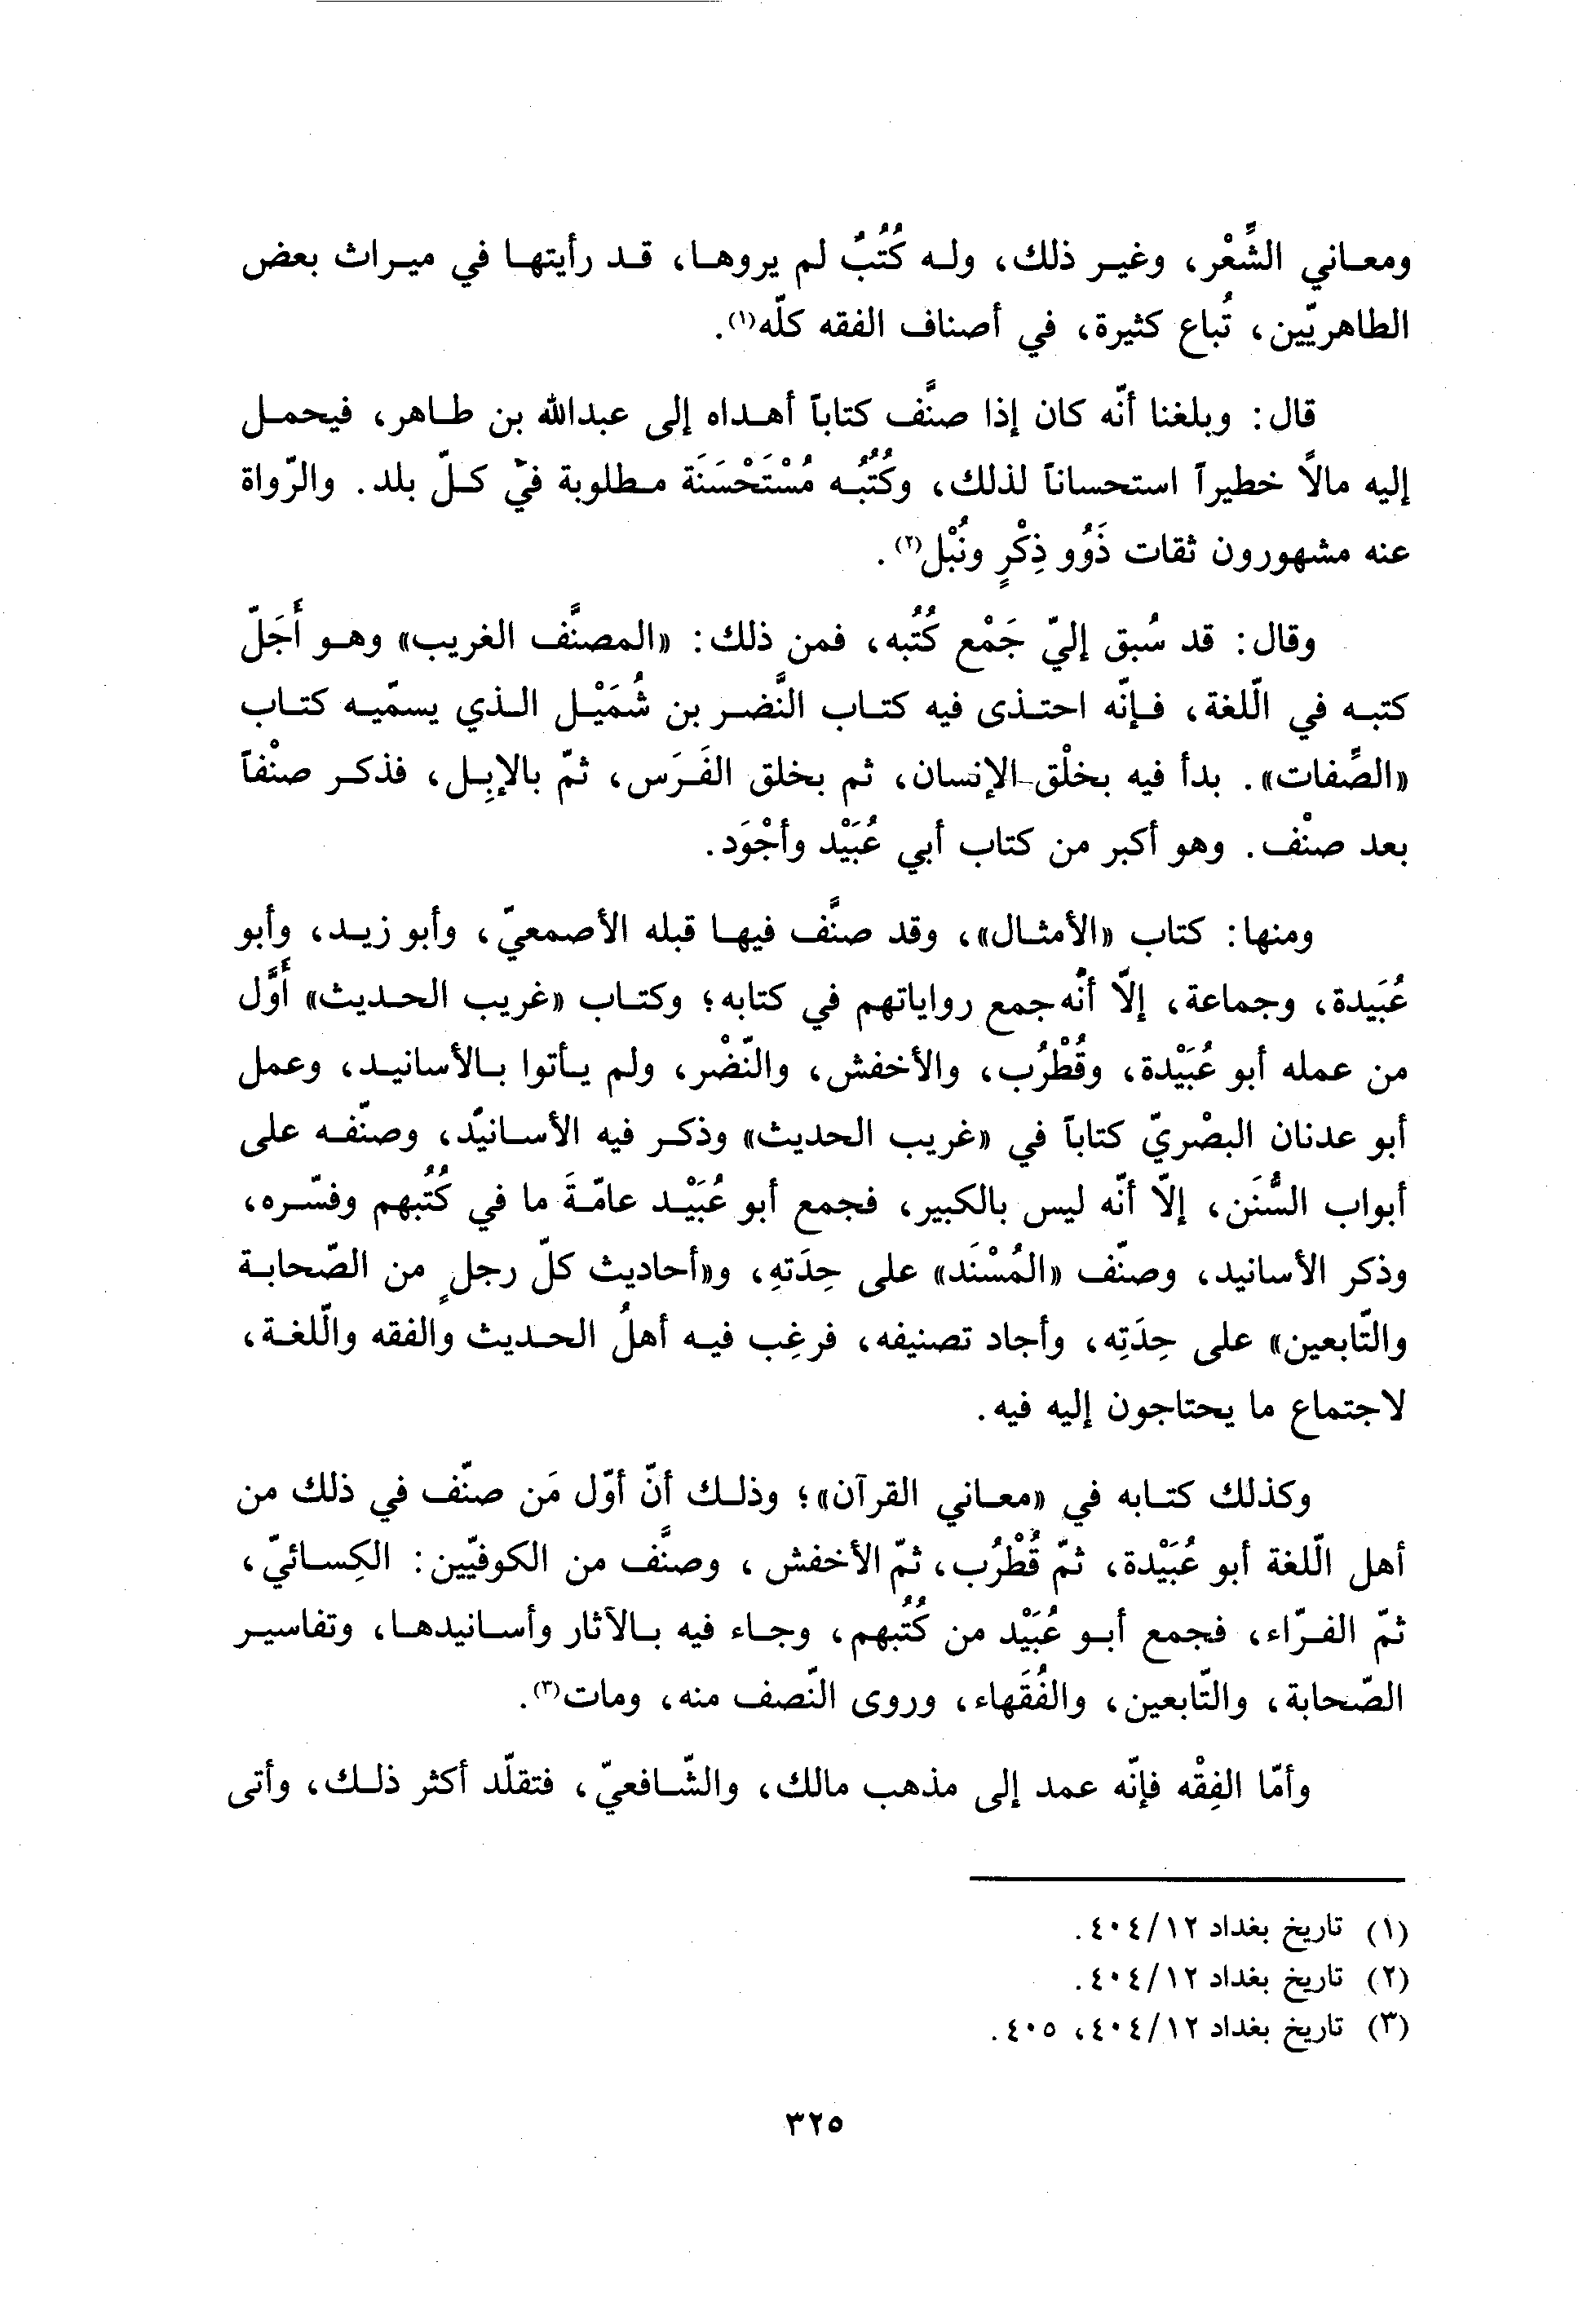 ومعاني الشِّعْر، وغير ذلك، وله كُتُبٌ لم يروها، قد رأيتها في ميراث بعض
الطاهريّين، تُباع كثيرة، في أصناف الفقه كلّه(١).
قال: وبلغنا أنّه كان إذا صنَّف كتاباً أهداه إلى عبدالله بن طاهر، فيحمل
إليه مالاً خطيراً استحساناً لذلك، وكُتُبُه مُسْتَحْسَنَة مطلوبة في كلّ بلد. والرّواة
عنه مشهورون ثقات ذَوُو ذِكْرٍ ونُبْل(٢).
وقال: قد سُبق إليّ جَمْع كُتُبه، فمن ذلك: «المصنَّف الغريب» وهو أَجَلّ
كتبه في الّلغة، فإنّه احتذى فيه كتاب النَّضر بن شُمَيْل الذي يسمّيه كتاب
«الصِّفات». بدأ فيه بخلْق الإنسان، ثم بخلق الفَرَس، ثمّ بالإِبِل، فذكر صنْفاً
بعد صنْف. وهو أكبر من كتاب أبي عُبَيْد وأجْوَد.
ومنها: كتاب «الأمثال»، وقد صنَّف فيها قبله الأصمعيّ، وأبو زيد، وأبو
عُبَيدة، وجماعة، إلّا أنّه جمع رواياتهم في كتابه؛ وكتاب «غريب الحديث» أَوَّل
من عمله أبو عُبَيْدة، وقُطْرُب، والأخفش، والنّضْر، ولم يأتوا بالأسانيد، وعمل
أبو عدنان البصْريّ كتاباً في «غريب الحديث» وذكر فيه الأسانيد، وصنّفه على
أبواب السُّنَن، إلّا أنّه ليس بالكبير، فجمع أبو عُبَيْد عامّةَ ما في كُتُبهم وفسّره،
وذكر الأسانيد، وصنّف «المُسْنَد» على حِدَتهِ، و«أحاديث كلّ رجلٍ من الصّحابة
والتّابعين» على حِدَتِه، وأجاد تصنيفه، فرغِب فيه أهلُ الحديث والفقه والّلغة،
لاجتماع ما يحتاجون إليه فيه.
وكذلك كتابه في «معاني القرآن»؛ وذلك أنّ أوّل مَن صنّف في ذلك من
أهل الّلغة أبو عُبَيْدة، ثمّ قُطْرُب، ثمّ الأخفش، وصنَّف من الكوفيّين: الكِسائيّ،
ثمّ الفرّاء، فجمع أبو عُبَيْد من كُتُبهم، وجاء فيه بالآثار وأسانيدها، وتفاسير
الصّحابة، والتّابعين، والفُقَهاء، وروى النّصف منه، ومات(٣).
وأمّا الفِقْه فإنّه عمد إلى مذهب مالك، والشّافعيّ، فتقلّد أكثر ذلك، وأتى
(١) تاريخ بغداد ٤٠٤/١٢.
(٢) تاريخ بغداد ٤٠٤/١٢.
(٣) تاريخ بغداد ٤٠٤/١٢، ٤٠٥.
٣٢٥